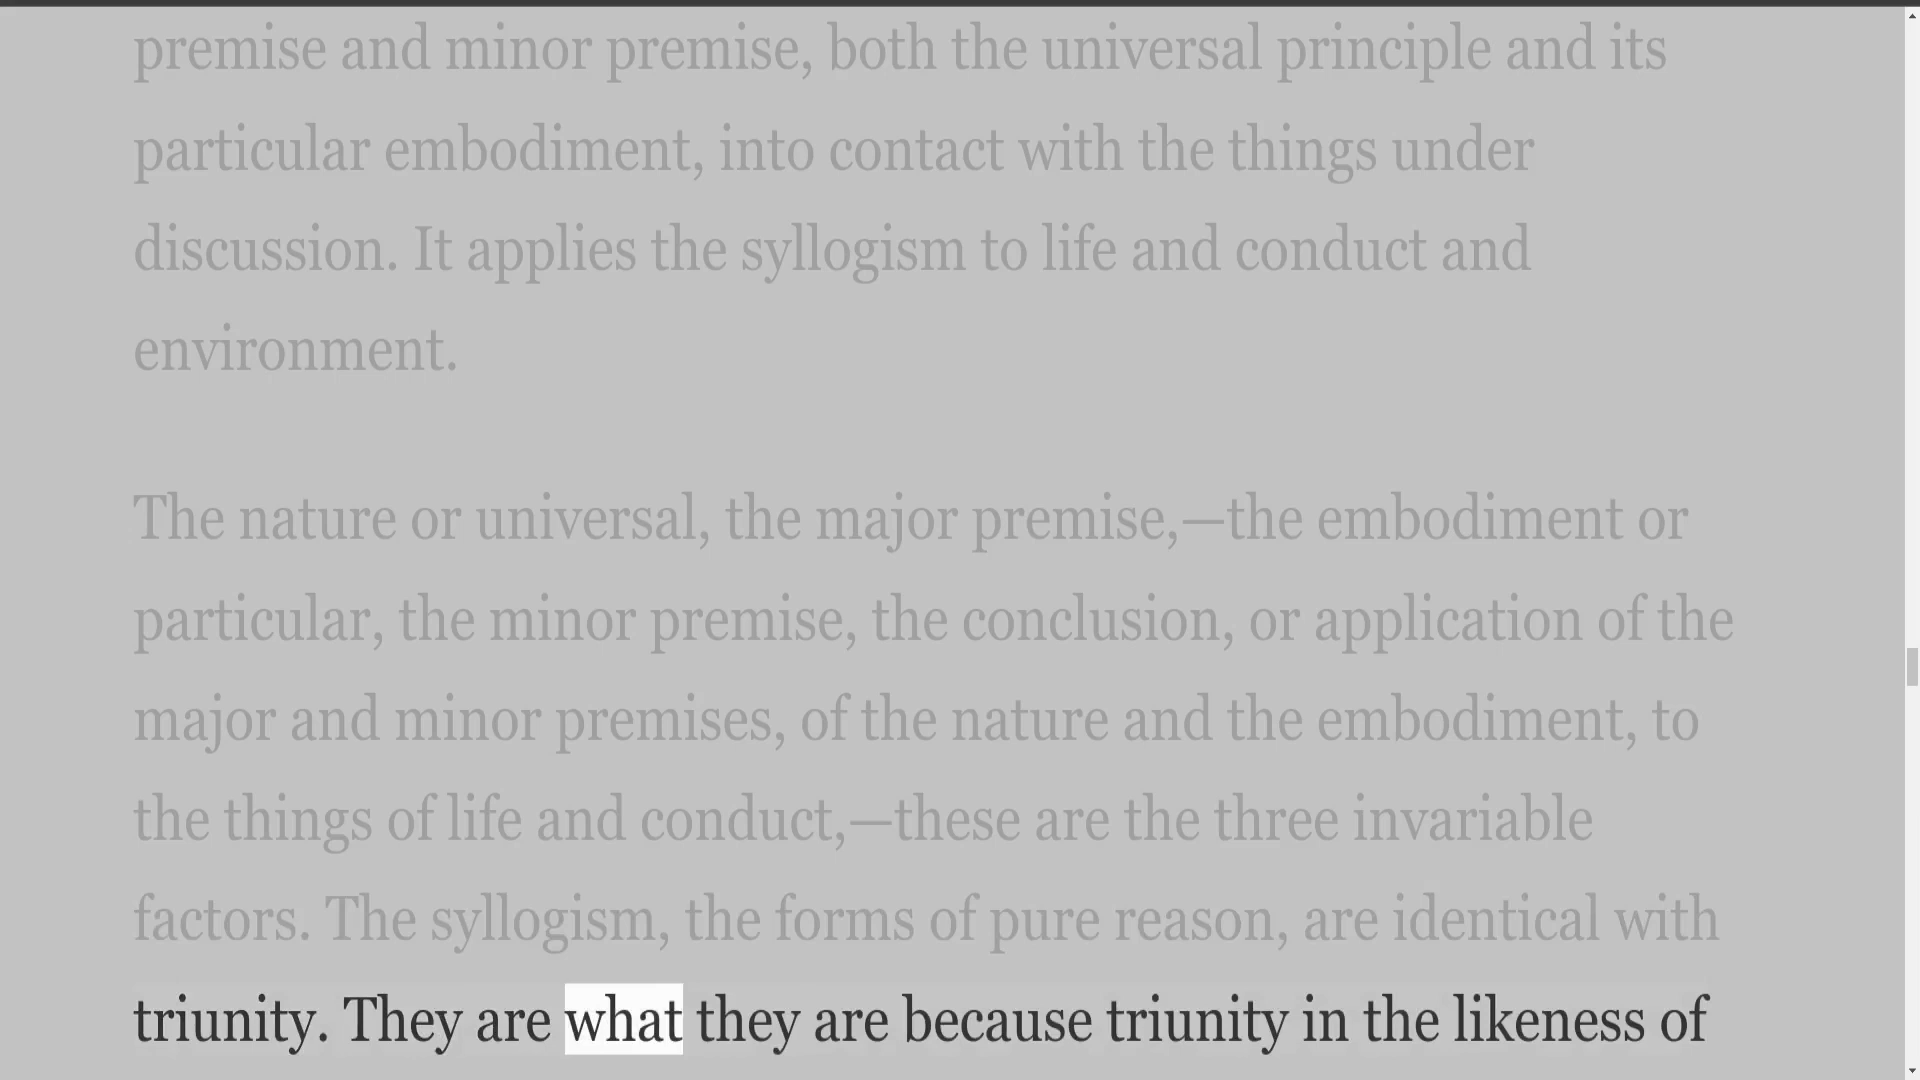 premise and minor premise, both the universal principle and its
particular embodiment, into contact with the things under
discussion. It applies the syllogism to life and conduct and
environment.
The nature or universal, the major premise,—the embodiment or
particular, the minor premise, the conclusion, or application of the
major and minor premises, of the nature and the embodiment, to
the things of life and conduct,—these are the three invariable
factors. The syllogism, the forms of pure reason, are identical with
triunity. They are what they are because triunity in the likeness of